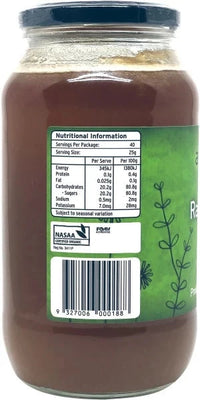 Nutritional Information
Servings Per Package: 40
Serving Size: 25g
Per Serve Per 100g
Energy 345kJ 1380kJ
Protein 0.1g 0.4g
Fat 0.025g 0.1g
Carbohydrates 20.2g 80.8g
- Sugars 20.2g 80.8g
Sodium 0.5mg 2mg
Potassium 7.0mg 28mg
Subject to seasonal variation
NASAA
CERTIFIED ORGANIC
Ra
9 327006 000188